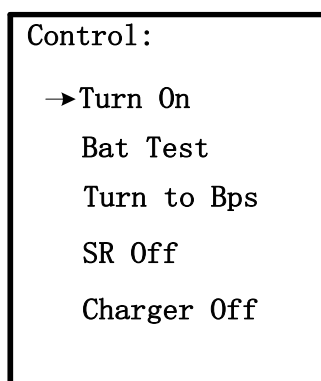 Control:
→Turn On
Bat Test
Turn to Bps
SR Off
Charger Off